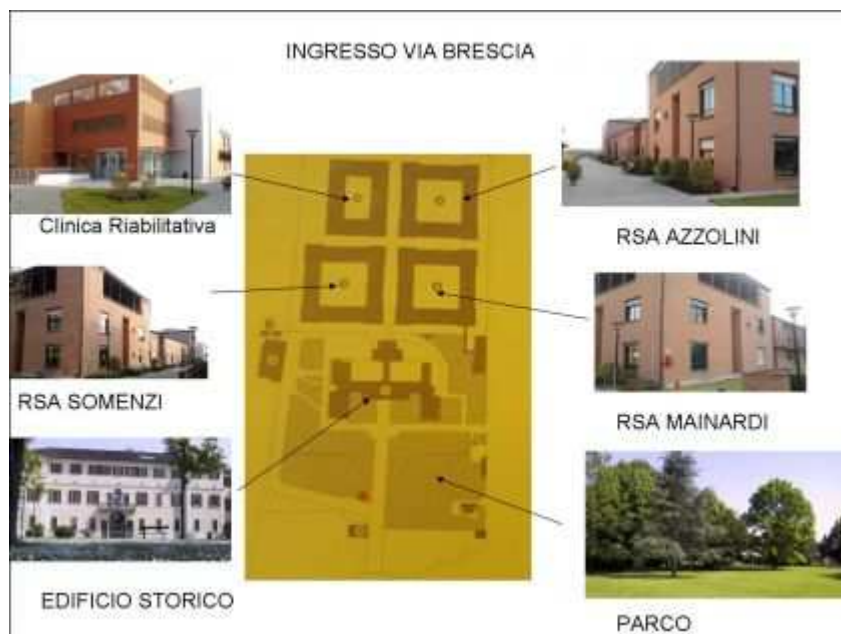 INGRESSO VIA BRESCIA
Clinica Riabilitativa
RSA AZZOLINI
RSA SOMENZI
RSA MAINARDI
EDIFICIO STORICO
PARCO